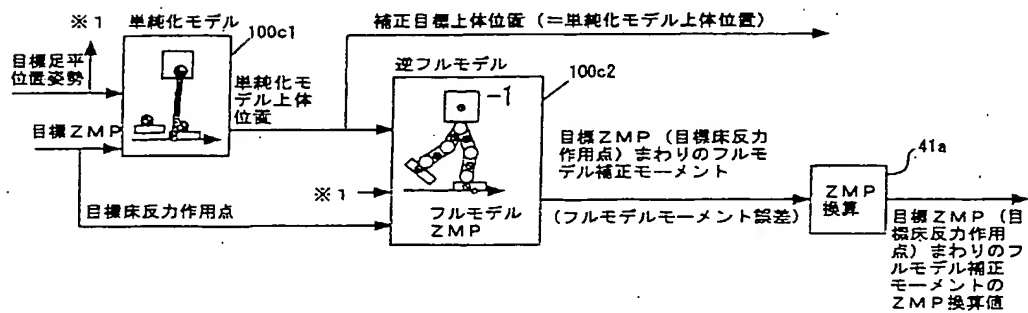 ※1
単純化モデル
100c1
補正目標上体位置(=単純化モデル上体位置)
目標足平
位置姿勢
単純化モ
デル上体
位置
逆フルモデル
100c2
-1
目標ZMP
目標ZMP(目標床反力
作用点)まわりのフルモ
デル補正モーメント
41a
※1
ZMP
換算
目標床反力作用点
フルモデル
ZMP
(フルモデルモーメント誤差)
目標ZMP(目
標床反力作用
点)まわりのフ
ルモデル補正
モーメントの
ZMP換算値